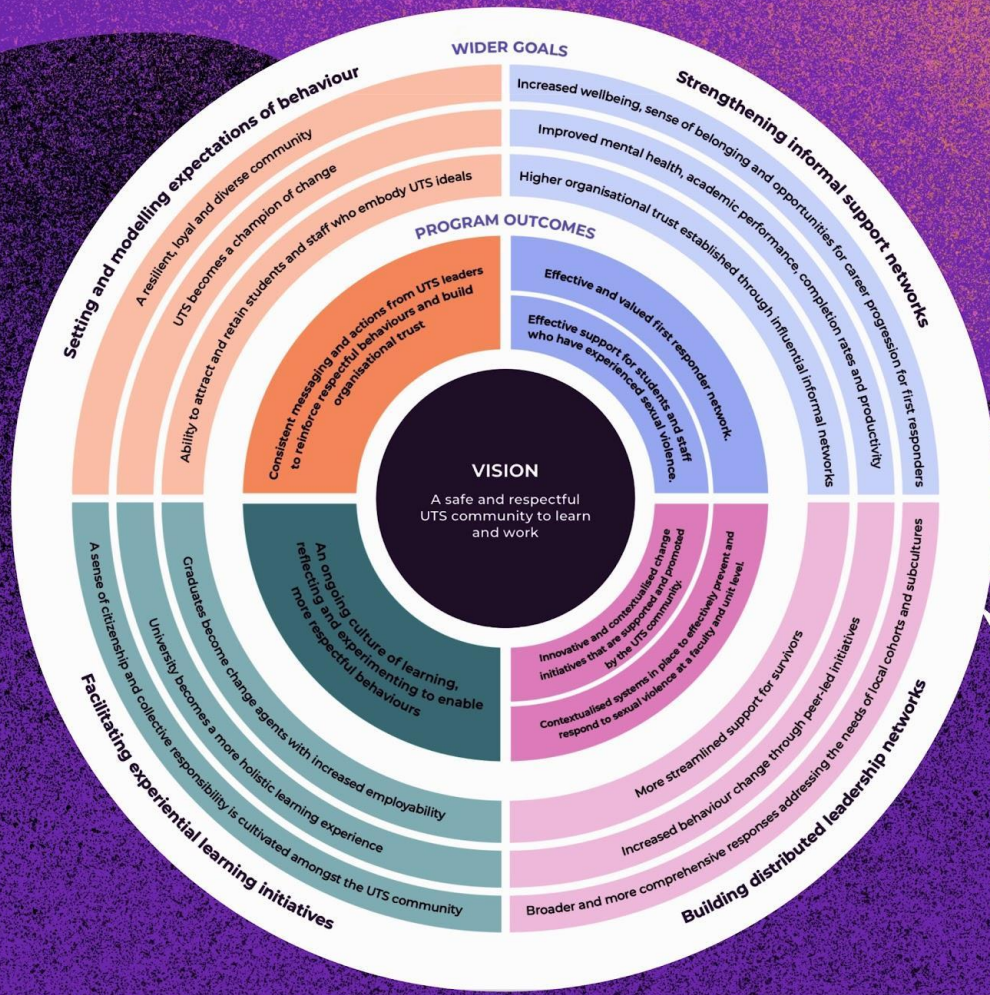 WIDER GOALS
Setting and modelling expectations of behaviour
A resilient, loyal and diverse community
UTS becomes a champion of change
Ability to attract and retain students and staff who embody UTS ideals
Strengthening informal support networks
Increased wellbeing, sense of belonging and opportunities for career progression for first responders
Improved mental health, academic performance, completion rates and productivity
Higher organisational trust established through influential informal networks
PROGRAM OUTCOMES
Consistent messaging and actions from UTS leaders
to reinforce respectful behaviours and build
organisational trust
Effective and valued first responder network.
Effective support for students and staff
who have experienced sexual violence.
VISION
A safe and respectful
UTS community to learn
and work
An ongoing culture of learning,
reflecting and experimenting to enable
more respectful behaviours
Innovative and contextualised change
initiatives that are supported and promoted
by the UTS community.
Contextualised systems in place to effectively prevent and
respond to sexual violence at a faculty and unit level.
Graduates become change agents with increased employability
University becomes a more holistic learning experience
A sense of citizenship and collective responsibility is cultivated amongst the UTS community
Facilitating experiential learning initiatives
More streamlined support for survivors
Increased behaviour change through peer-led initiatives
Broader and more comprehensive responses addressing the needs of local cohorts and subcultures
Building distributed leadership networks